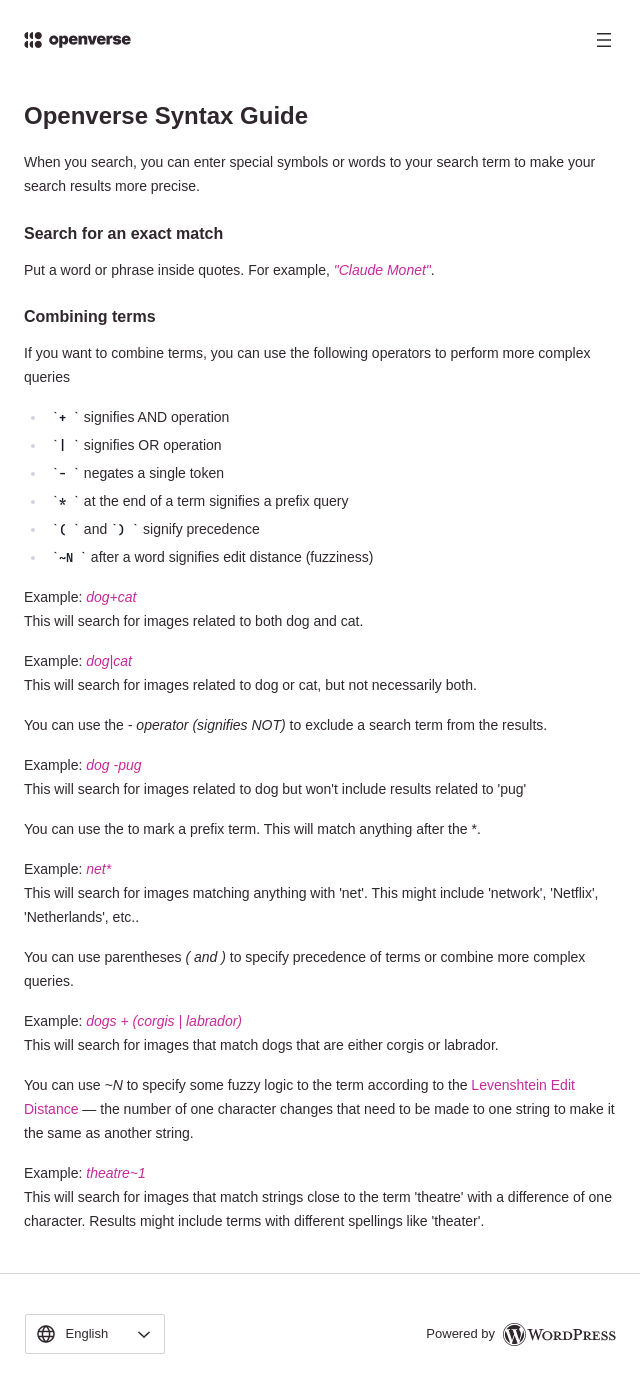 openverse
Openverse Syntax Guide
When you search, you can enter special symbols or words to your search term to make your
search results more precise.
Search for an exact match
Put a word or phrase inside quotes. For example, "Claude Monet".
Combining terms
If you want to combine terms, you can use the following operators to perform more complex
queries
`+ ` signifies AND operation
`| ` signifies OR operation
`- ` negates a single token
`* ` at the end of a term signifies a prefix query
`( ` and `) ` signify precedence
`~N ` after a word signifies edit distance (fuzziness)
Example: dog+cat
This will search for images related to both dog and cat.
Example: dog|cat
This will search for images related to dog or cat, but not necessarily both.
You can use the - operator (signifies NOT) to exclude a search term from the results.
Example: dog -pug
This will search for images related to dog but won't include results related to 'pug'
You can use the to mark a prefix term. This will match anything after the *.
Example: net*
This will search for images matching anything with 'net'. This might include 'network', 'Netflix',
'Netherlands', etc..
You can use parentheses ( and ) to specify precedence of terms or combine more complex
queries.
Example: dogs + (corgis | labrador)
This will search for images that match dogs that are either corgis or labrador.
You can use ~N to specify some fuzzy logic to the term according to the Levenshtein Edit
Distance — the number of one character changes that need to be made to one string to make it
the same as another string.
Example: theatre~1
This will search for images that match strings close to the term 'theatre' with a difference of one
character. Results might include terms with different spellings like 'theater'.
English
Powered by WORDPRESS